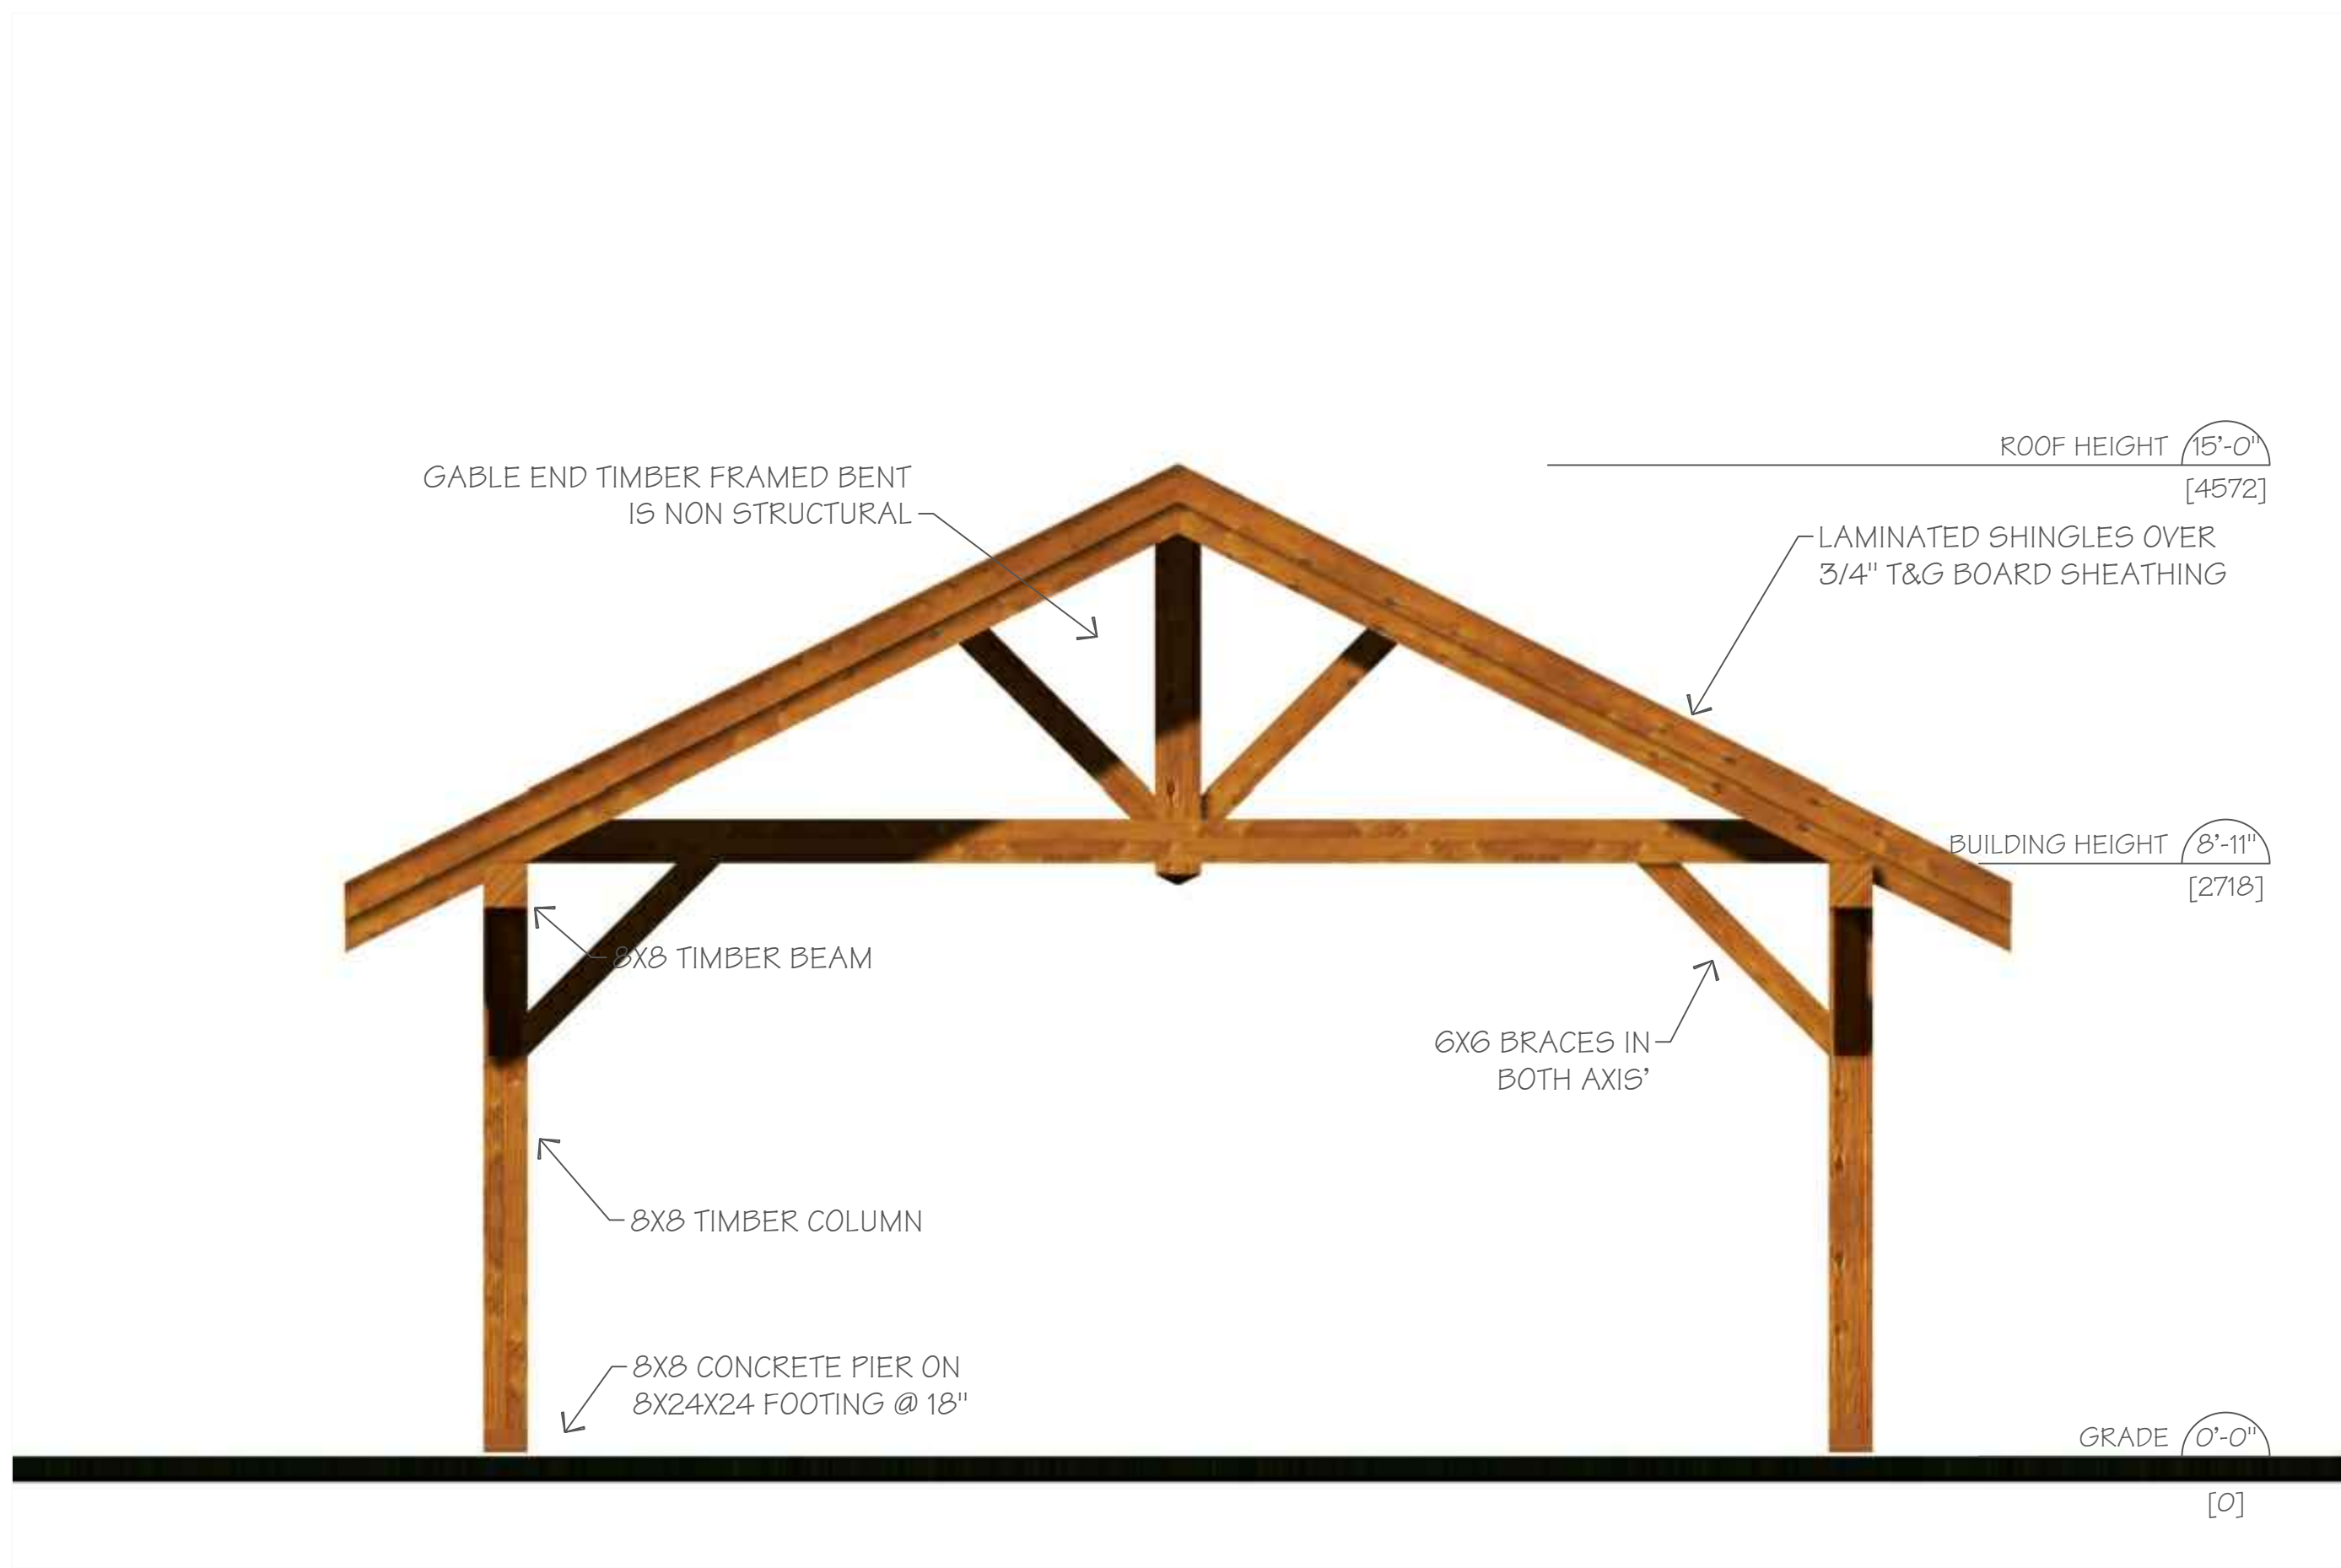 GABLE END TIMBER FRAMED BENT
IS NON STRUCTURAL
ROOF HEIGHT 15'-0"
[4572]
LAMINATED SHINGLES OVER
3/4" T&G BOARD SHEATHING
BUILDING HEIGHT 8'-11"
[2718]
8X8 TIMBER BEAM
6X6 BRACES IN
BOTH AXIS'
8X8 TIMBER COLUMN
8X8 CONCRETE PIER ON
8X24X24 FOOTING @ 18"
GRADE 0'-0"
[0]